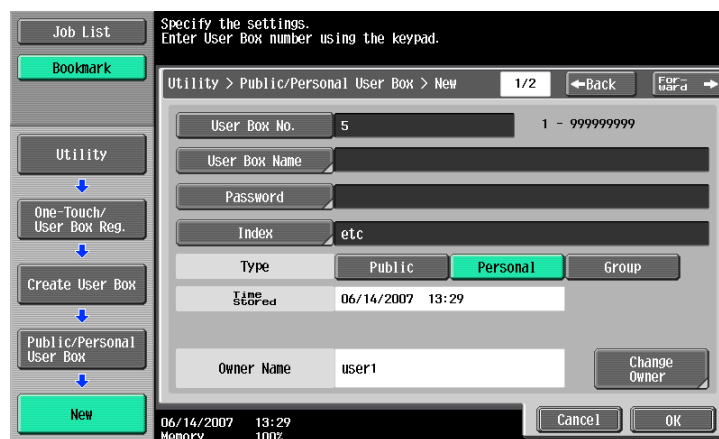 Job List
Bookmark
Utility
One-Touch/
User Box Reg.
Create User Box
Public/Personal
User Box
New
Specify the settings.
Enter User Box number using the keypad.
Utility > Public/Personal User Box > New
1/2
←Back
For-
ward →
User Box No.
5
1 - 999999999
User Box Name
Password
Index
etc
Type
Public
Personal
Group
Time
Stored
06/14/2007 13:29
Owner Name
user1
Change
Owner
06/14/2007 13:29
Memory 100%
Cancel
OK